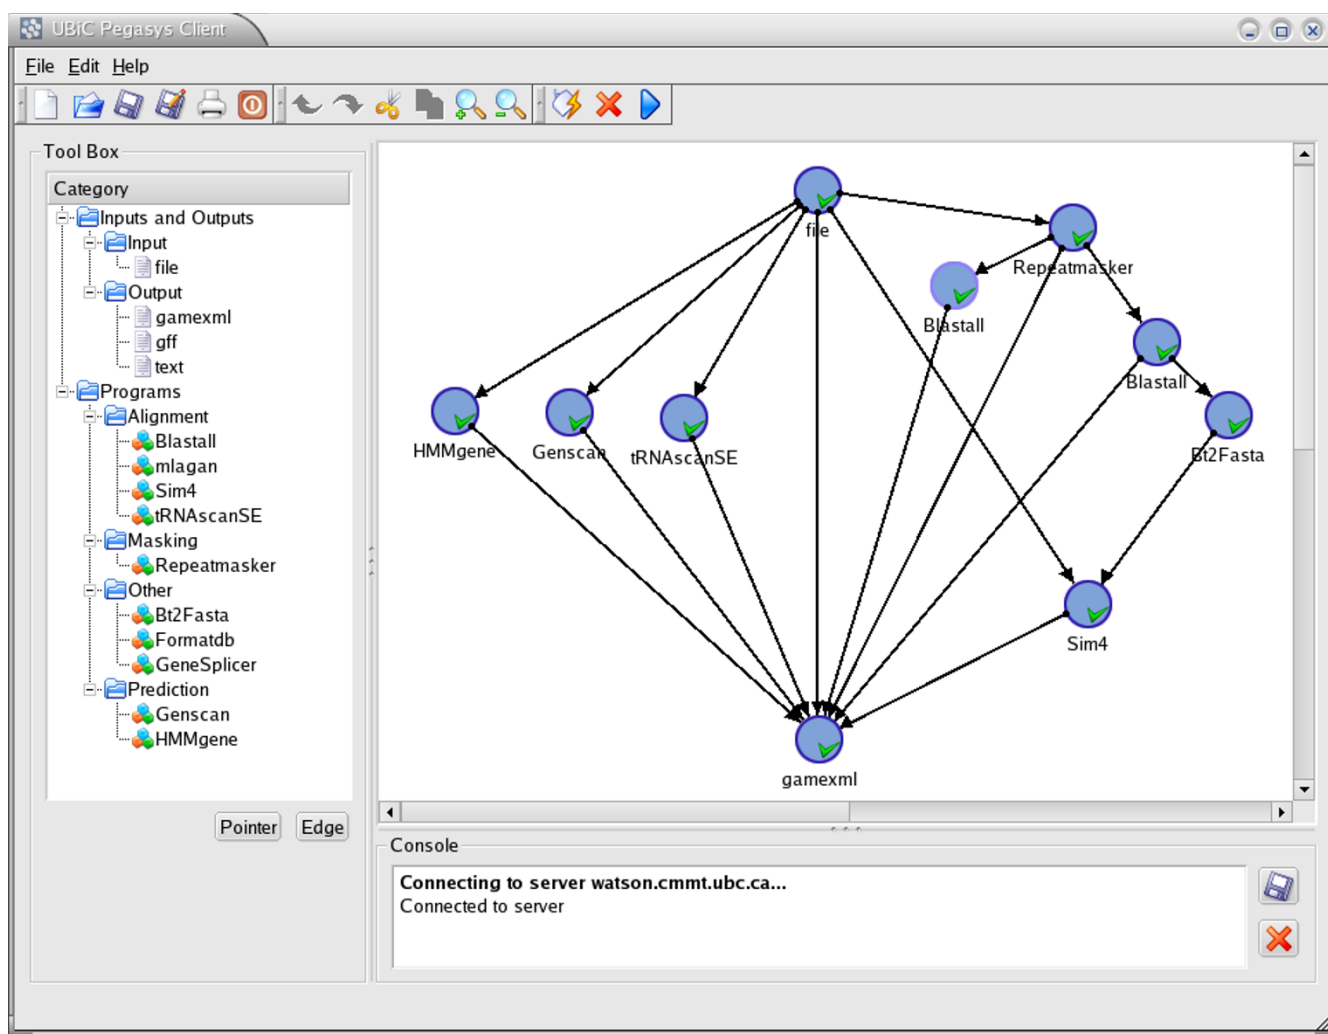 UBiC Pegasys Client
File Edit Help
Tool Box
Category
Inputs and Outputs
Input
file
Output
gamexml
gff
text
Programs
Alignment
Blastall
mlagan
Sim4
tRNAscanSE
Masking
Repeatmasker
Other
Bt2Fasta
Formatdb
GeneSplicer
Prediction
Genscan
HMMgene
Pointer Edge
file
Repeatmasker
Blastall
Blastall
HMMgene Genscan tRNAscanSE Bt2Fasta
Sim4
gamexml
Console
Connecting to server watson.cmmt.ubc.ca...
Connected to server